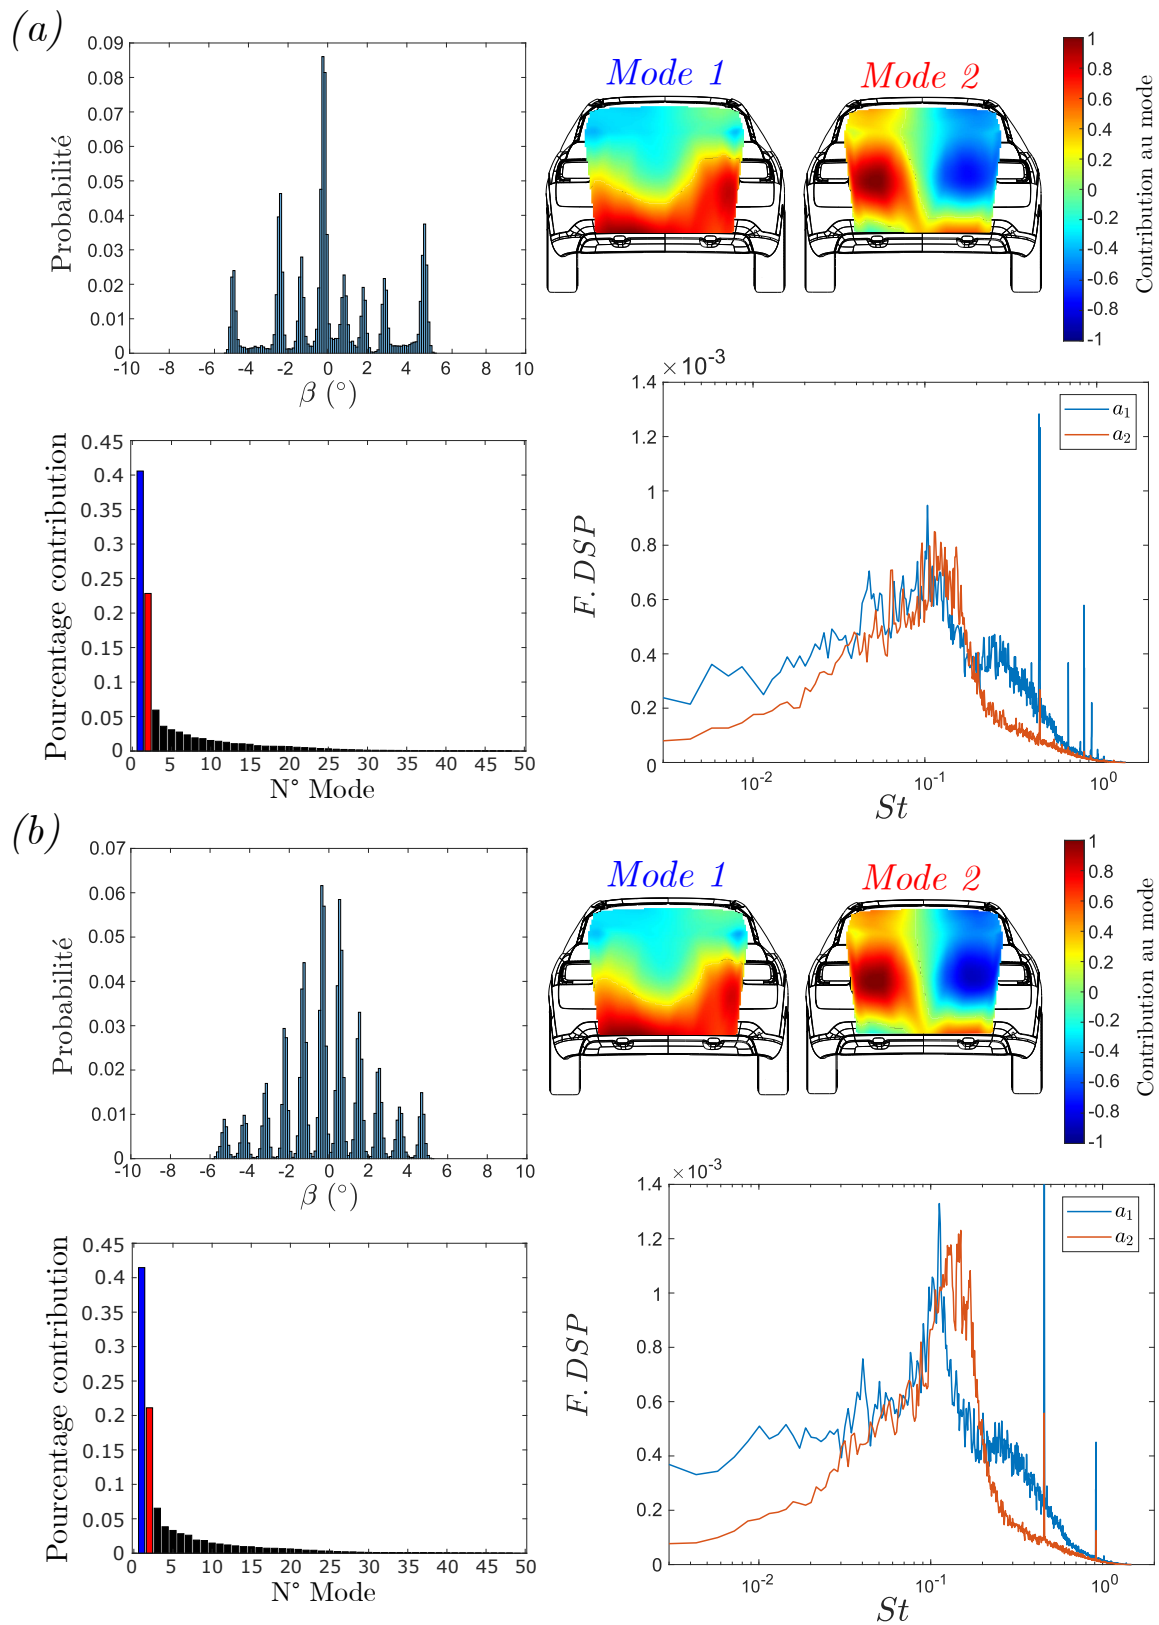 (a)
0.09
0.08
0.07
0.06
0.05
0.04
0.03
0.02
0.01
0
Probabilité
-10 -8 -6 -4 -2 0 2 4 6 8 10
β (°)
Mode 1 Mode 2
1
0.8
0.6
0.4
0.2
0
-0.2
-0.4
-0.6
-0.8
-1
Contribution au mode
0.45
0.4
0.35
0.3
0.25
0.2
0.15
0.1
0.05
0
Pourcentage contribution
0 5 10 15 20 25 30 35 40 45 50
N° Mode
×10⁻³
1.4
1.2
1
0.8
0.6
0.4
0.2
0
F.DSP
a₁
a₂
10⁻² 10⁻¹ 10⁰
St
(b)
0.07
0.06
0.05
0.04
0.03
0.02
0.01
0
Probabilité
-10 -8 -6 -4 -2 0 2 4 6 8 10
β (°)
Mode 1 Mode 2
1
0.8
0.6
0.4
0.2
0
-0.2
-0.4
-0.6
-0.8
-1
Contribution au mode
0.45
0.4
0.35
0.3
0.25
0.2
0.15
0.1
0.05
0
Pourcentage contribution
0 5 10 15 20 25 30 35 40 45 50
N° Mode
×10⁻³
1.4
1.2
1
0.8
0.6
0.4
0.2
0
F.DSP
a₁
a₂
10⁻² 10⁻¹ 10⁰
St